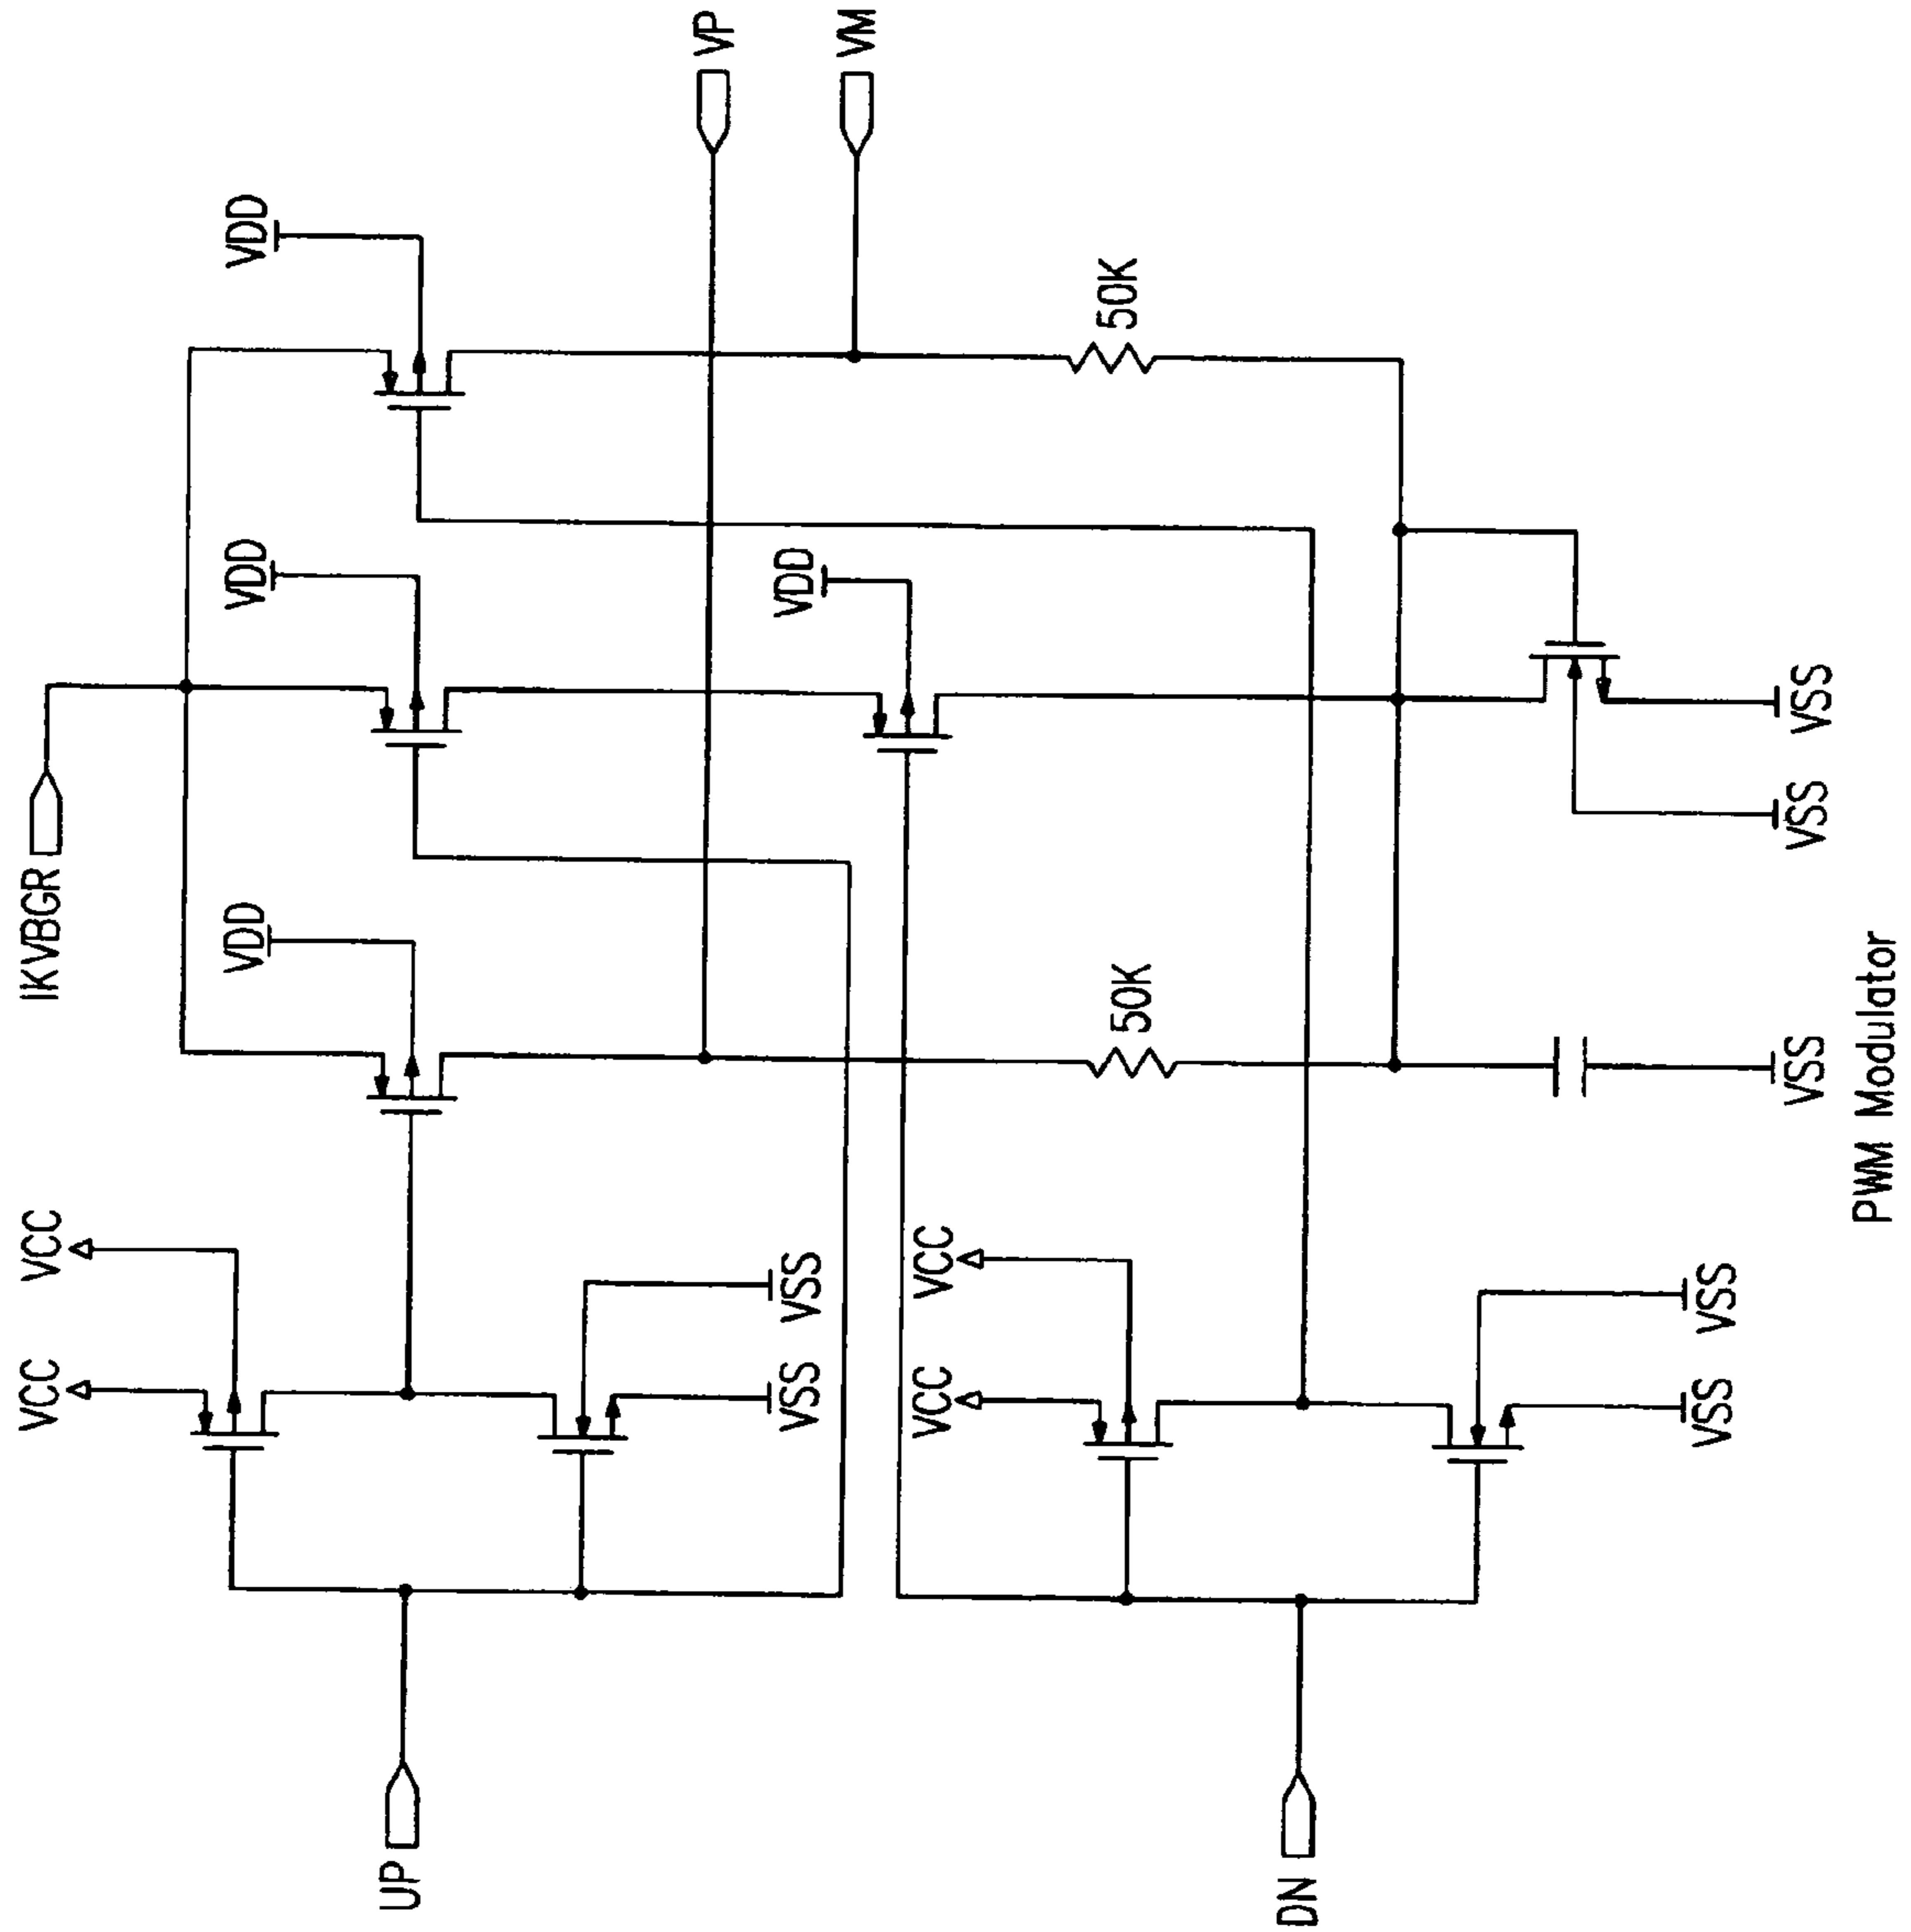 VCC
VCC
IKVBGR
VDD
VDD
VDD
UP
VP
VSS
VSS
VDD
VM
VCC
VCC
50K
50K
DN
VSS
VSS
VSS
VSS
VSS
PWM Modulator